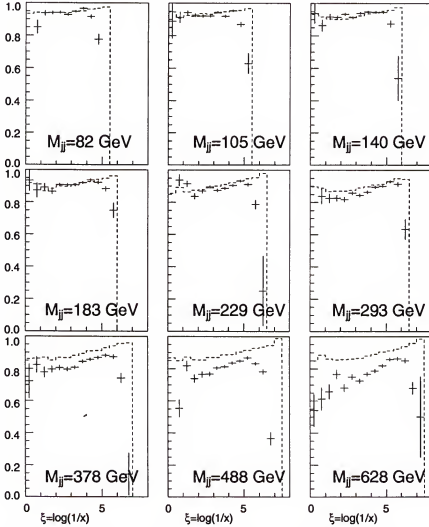 1.0
0.8
0.6
0.4
0.2
0.0
M_jj=82 GeV
M_jj=105 GeV
M_jj=140 GeV
1.0
0.8
0.6
0.4
0.2
0.0
M_jj=183 GeV
M_jj=229 GeV
M_jj=293 GeV
1.0
0.8
0.6
0.4
0.2
0.0
M_jj=378 GeV
M_jj=488 GeV
M_jj=628 GeV
0 5
0 5
0 5
ξ=log(1/x)
ξ=log(1/x)
ξ=log(1/x)